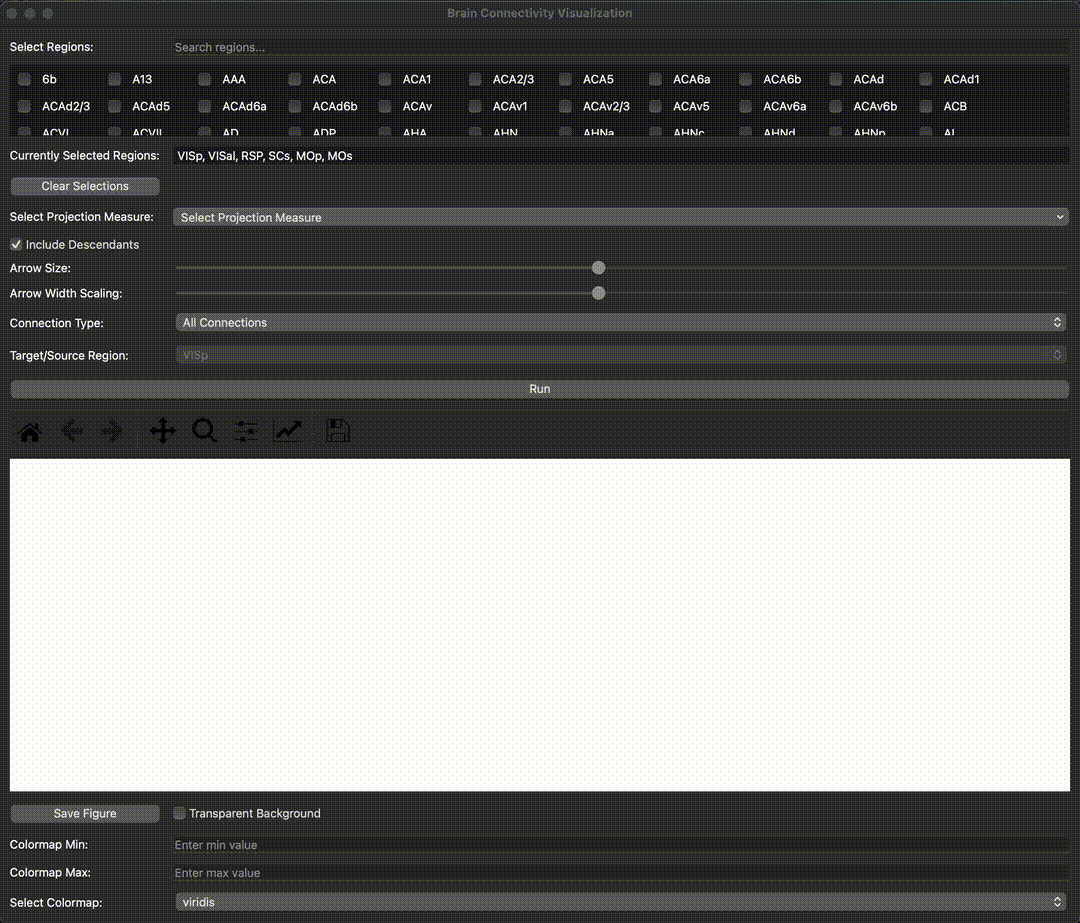 Brain Connectivity Visualization
Select Regions: Search regions...
6b A13 AAA ACA ACA1 ACA2/3 ACA5 ACA6a ACA6b ACAd ACAd1
ACAd2/3 ACAd5 ACAd6a ACAd6b ACAv ACAv1 ACAv2/3 ACAv5 ACAv6a ACAv6b ACB
ACVI ACVII AD ADP AHA AHN AHNa AHNc AHNd AHNp
Currently Selected Regions: VISp, VISal, RSP, SCs, MOp, MOs
Clear Selections
Select Projection Measure: Select Projection Measure
Include Descendants
Arrow Size:
Arrow Width Scaling:
Connection Type: All Connections
Target/Source Region: VISp
Run
Save Figure Transparent Background
Colormap Min: Enter min value
Colormap Max: Enter max value
Select Colormap: viridis